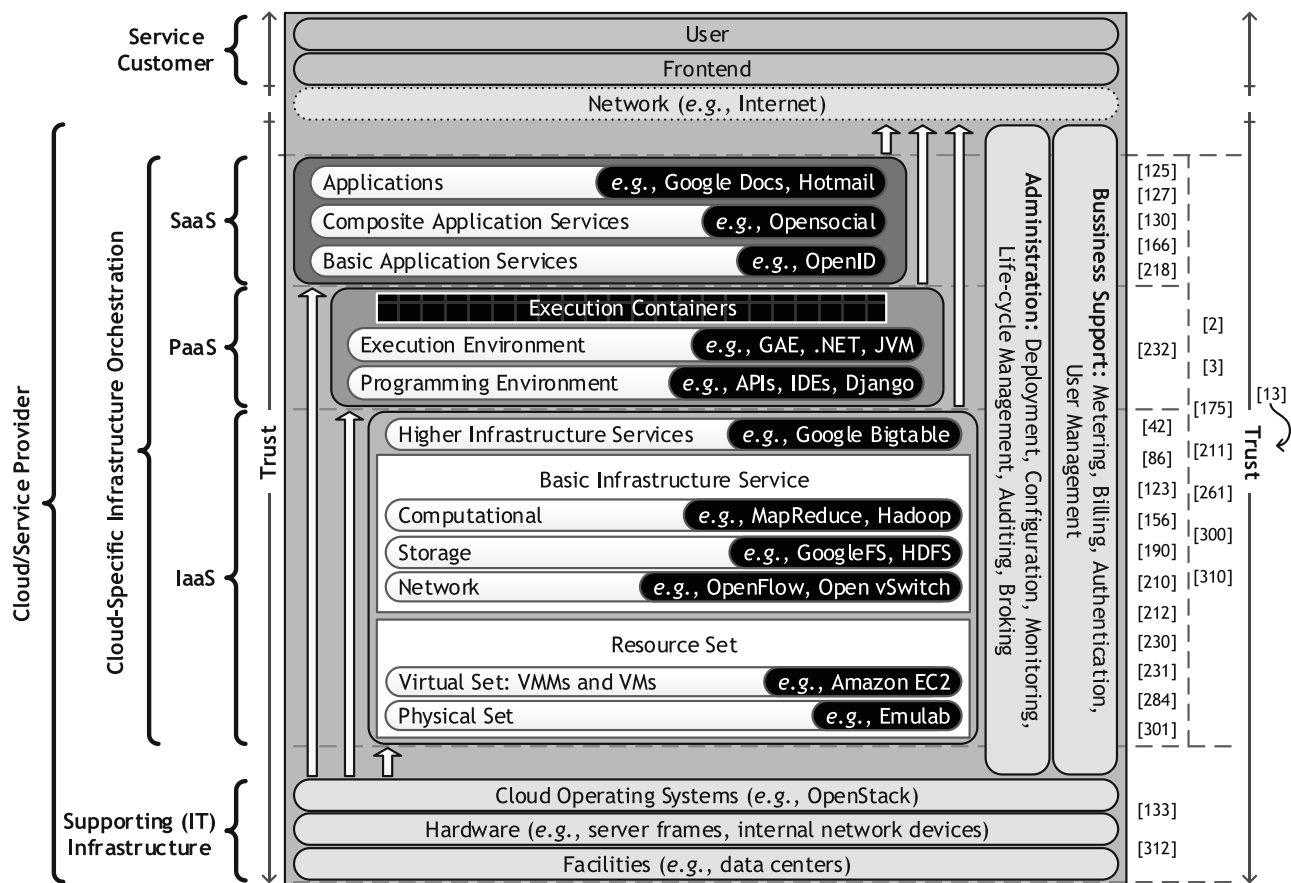 Service
Customer
User
Frontend
Network (e.g., Internet)
Cloud/Service Provider
Cloud-Specific Infrastructure Orchestration
Trust
SaaS
Applications
e.g., Google Docs, Hotmail
Composite Application Services
e.g., Opensocial
Basic Application Services
e.g., OpenID
PaaS
Execution Containers
Execution Environment
e.g., GAE, .NET, JVM
Programming Environment
e.g., APIs, IDEs, Django
IaaS
Higher Infrastructure Services
e.g., Google Bigtable
Basic Infrastructure Service
Computational
e.g., MapReduce, Hadoop
Storage
e.g., GoogleFS, HDFS
Network
e.g., OpenFlow, Open vSwitch
Resource Set
Virtual Set: VMMs and VMs
e.g., Amazon EC2
Physical Set
e.g., Emulab
Supporting (IT)
Infrastructure
Cloud Operating Systems (e.g., OpenStack)
Hardware (e.g., server frames, internal network devices)
Facilities (e.g., data centers)
Administration: Deployment, Configuration, Monitoring,
Life-cycle Management, Auditing, Broking
Bussiness Support: Metering, Billing, Authentication,
User Management
[125]
[127]
[130]
[166]
[218]
[232]
[42]
[86]
[123]
[156]
[190]
[210]
[212]
[230]
[231]
[284]
[301]
[133]
[312]
[2]
[3]
[175]
[211]
[261]
[300]
[310]
Trust
[13]